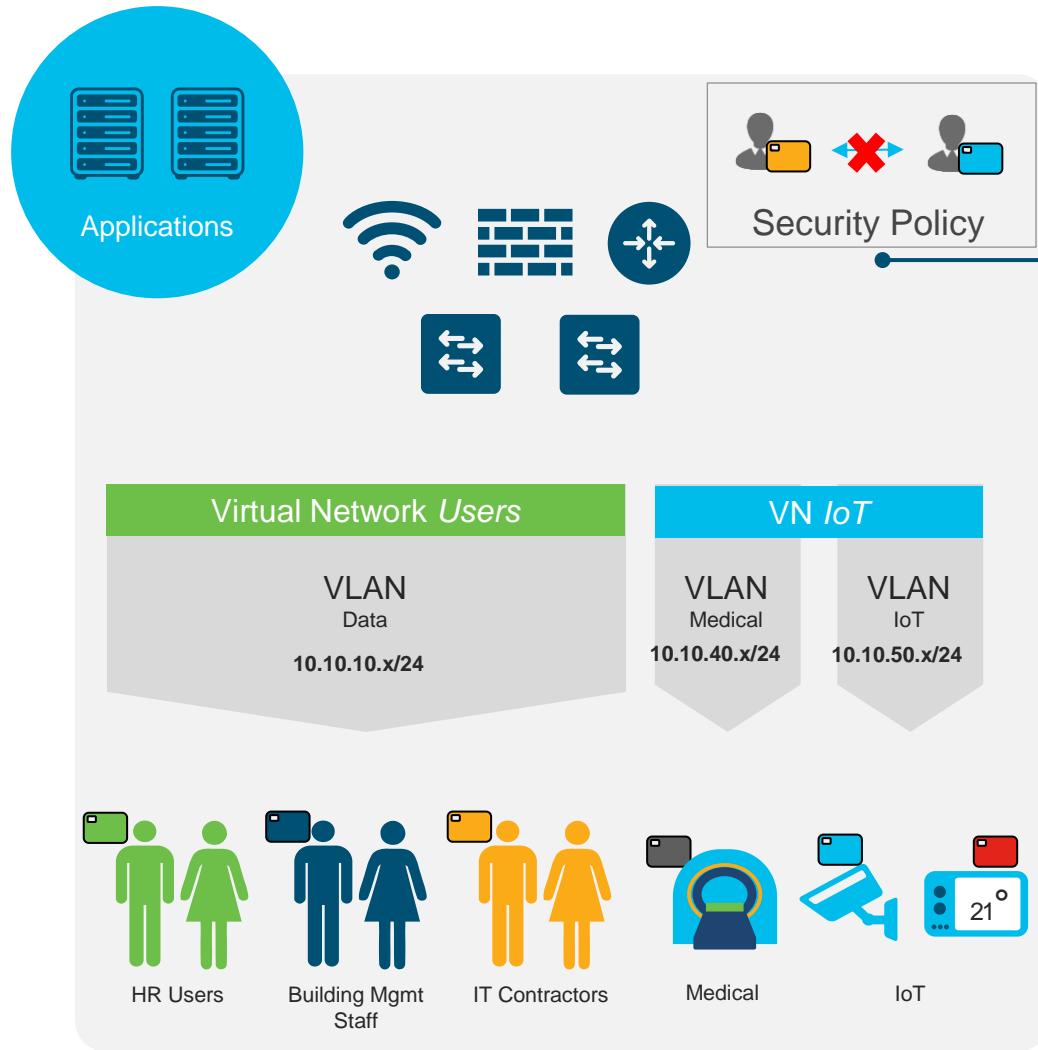 Applications
Security Policy
Virtual Network Users
VN IoT
VLAN
Data
10.10.10.x/24
VLAN
Medical
10.10.40.x/24
VLAN
IoT
10.10.50.x/24
21°
HR Users
Building Mgmt
Staff
IT Contractors
Medical
IoT